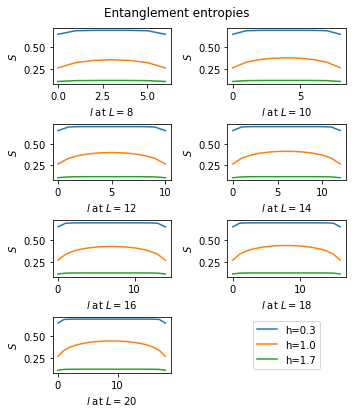 Entanglement entropies
S
0.50
0.25
0.0 2.5 5.0
l at L = 8
S
0.50
0.25
0 5
l at L = 10
S
0.50
0.25
0 5 10
l at L = 12
S
0.50
0.25
0 5 10
l at L = 14
S
0.50
0.25
0 10
l at L = 16
S
0.50
0.25
0 10
l at L = 18
S
0.50
0.25
0 10
l at L = 20
h=0.3
h=1.0
h=1.7